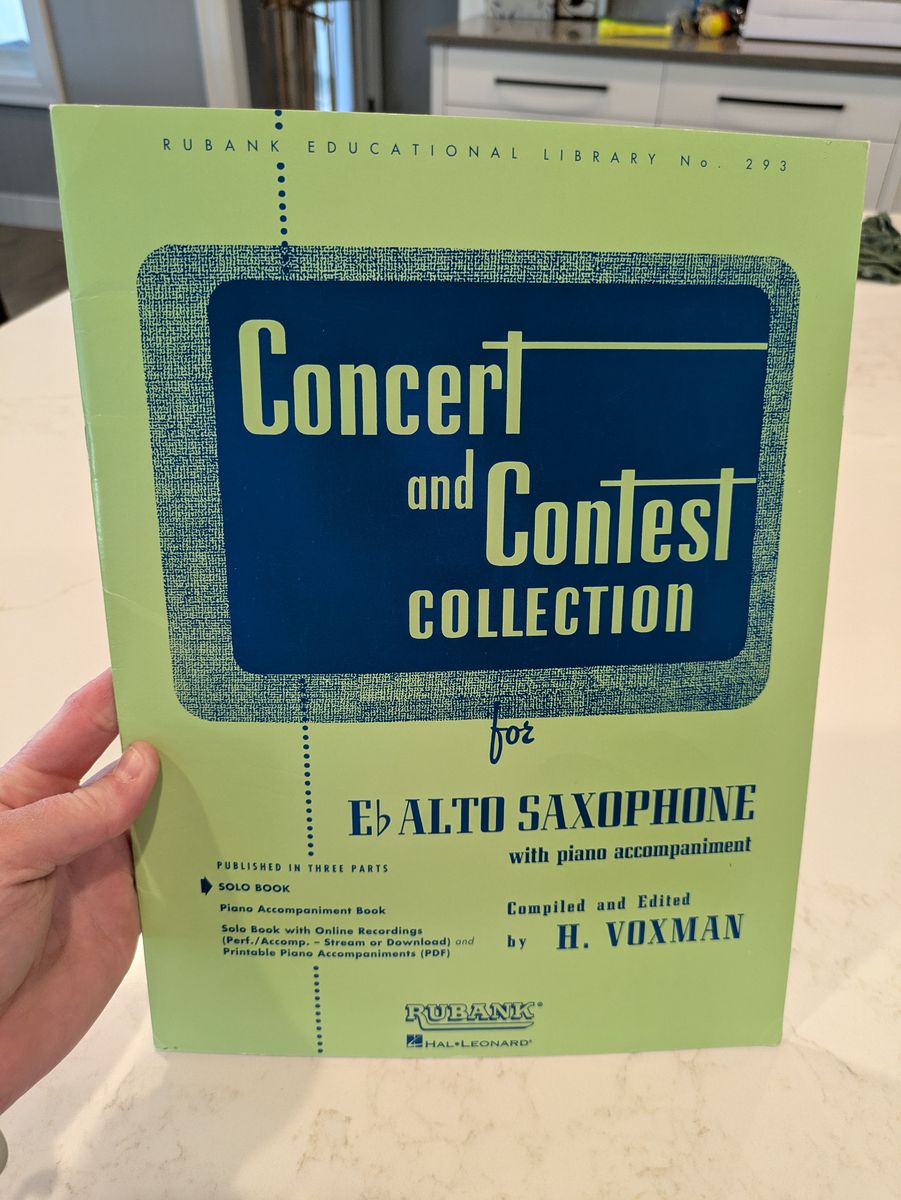 RUBANK EDUCATIONAL LIBRARY No. 293
Concert
and Contest
COLLECTION
for
E♭ ALTO SAXOPHONE
with piano accompaniment
PUBLISHED IN THREE PARTS
SOLO BOOK
Piano Accompaniment Book
Solo Book with Online Recordings
(Perf./Accomp. – Stream or Download) and
Printable Piano Accompaniments (PDF)
Compiled and Edited
by H. VOXMAN
RUBANK®
HAL•LEONARD®